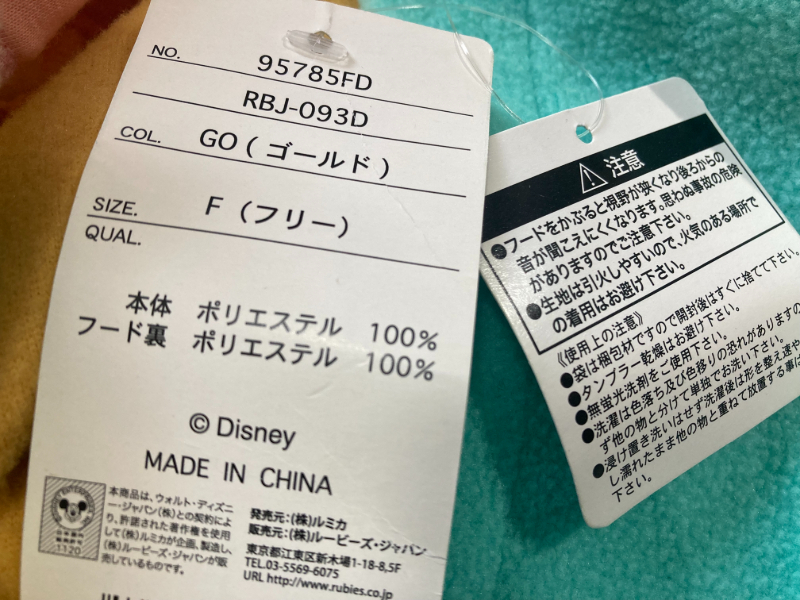 NO. 95785FD
RBJ-093D
COL. GO(ゴールド)
SIZE. F(フリー)
QUAL.
本体 ポリエステル 100%
フード裏 ポリエステル 100%
© Disney
MADE IN CHINA
本商品は、ウォルト・ディズニ
ー・ジャパン(株)との契約によ
り、許諾された著作権を使用
して(株)ルミカが企画、製造し、
(株)ルービーズ・ジャパンが販
売しているものです。
1120
発売元:(株)ルミカ
販売元:(株)ルービーズ・ジャパン
東京都江東区新木場1-18-8,5F
TEL.03-5569-6075
URL http://www.rubies.co.jp
注意
●フードをかぶると視野が狭くなり後ろからの
音が聞こえにくくなります。思わぬ事故の危険
がありますのでご注意下さい。
●生地は引火しやすいので、火気のある場所で
の着用はお避け下さい。
《使用上の注意》
●袋は梱包材ですので開封後はすぐに捨てて下さい。
●タンブラー乾燥はお避け下さい。
●無蛍光洗剤をご使用下さい。
●洗濯は色落ち及び色移りの恐れがありますの
ず他の物と分けて単独でお洗い下さい。
●浸け置き洗いはせず洗濯後は形を整え速や
し濡れたまま他の物と重ねて放置する事は
下さい。